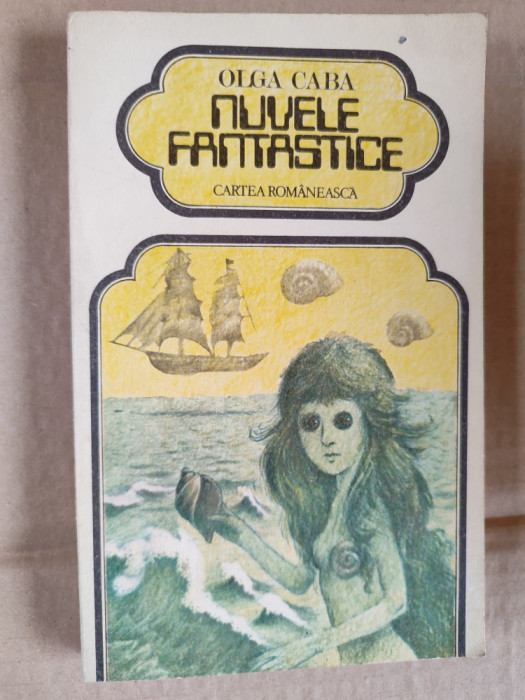 OLGA CABA
NUVELE
FANTASTICE
CARTEA ROMÂNEASCĂ